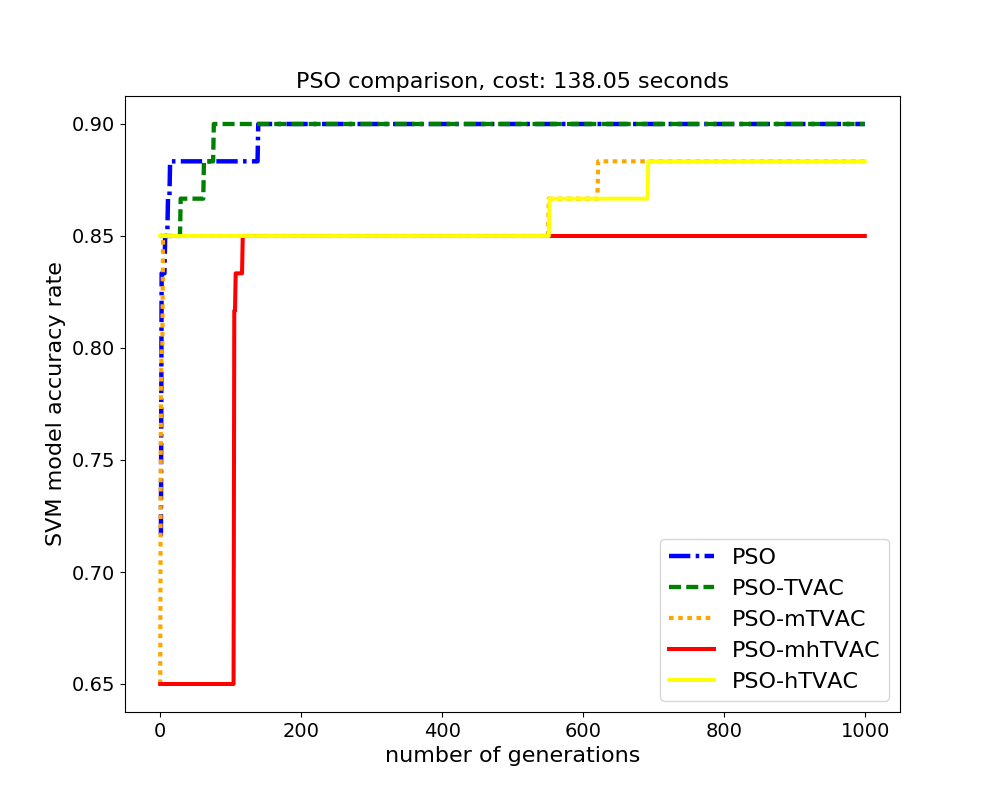 PSO comparison, cost: 138.05 seconds
SVM model accuracy rate
0.90
0.85
0.80
0.75
0.70
0.65
PSO
PSO-TVAC
PSO-mTVAC
PSO-mhTVAC
PSO-hTVAC
0 200 400 600 800 1000
number of generations